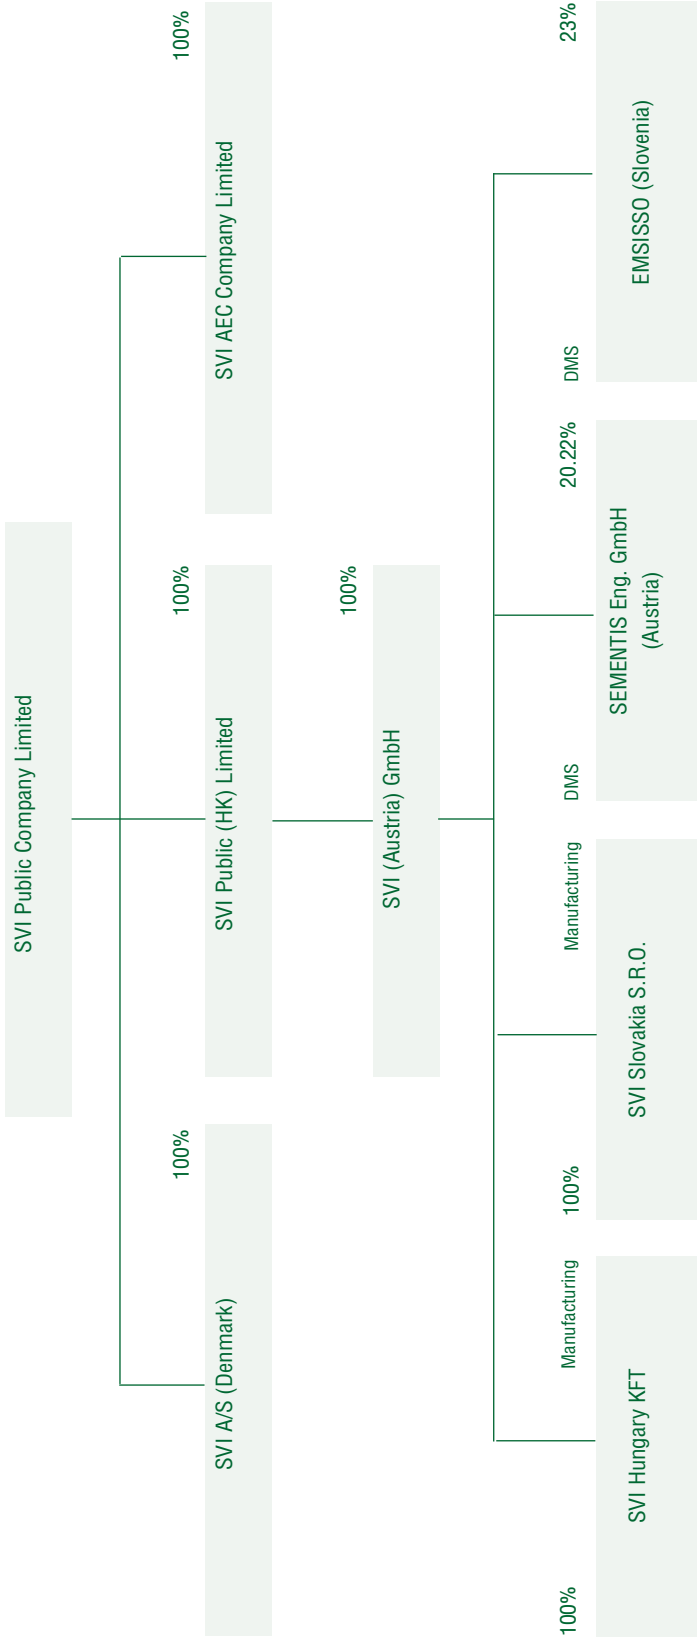 SVI Public Company Limited
100%
SVI A/S (Denmark)
100%
SVI Public (HK) Limited
100%
SVI AEC Company Limited
100%
SVI (Austria) GmbH
100%
Manufacturing
SVI Hungary KFT
100%
Manufacturing
SVI Slovakia S.R.O.
DMS
20.22%
SEMENTIS Eng. GmbH
(Austria)
DMS
23%
EMSISSO (Slovenia)